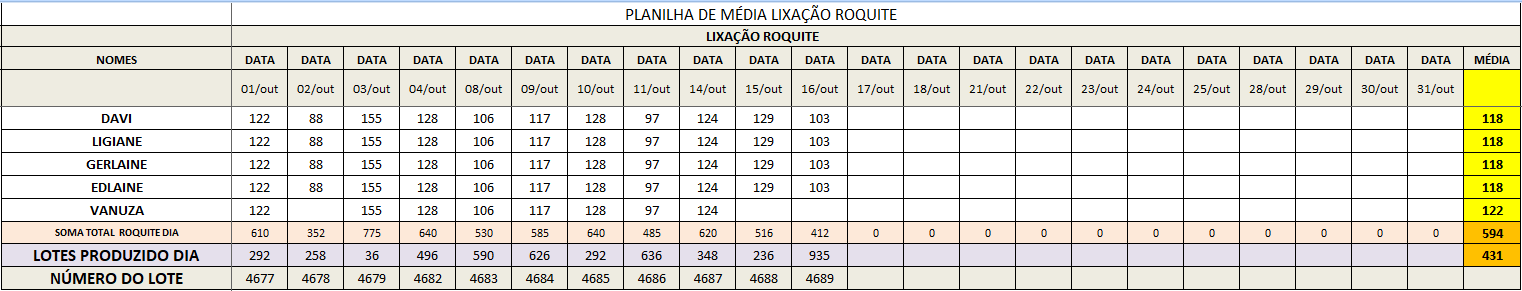 PLANILHA DE MÉDIA LIXAÇÃO ROQUITE
LIXAÇÃO ROQUITE
NOMES DATA DATA DATA DATA DATA DATA DATA DATA DATA DATA DATA DATA DATA DATA DATA DATA DATA DATA DATA DATA DATA DATA MÉDIA
01/out 02/out 03/out 04/out 08/out 09/out 10/out 11/out 14/out 15/out 16/out 17/out 18/out 21/out 22/out 23/out 24/out 25/out 28/out 29/out 30/out 31/out
DAVI 122 88 155 128 106 117 128 97 124 129 103 118
LIGIANE 122 88 155 128 106 117 128 97 124 129 103 118
GERLAINE 122 88 155 128 106 117 128 97 124 129 103 118
EDLAINE 122 88 155 128 106 117 128 97 124 129 103 118
VANUZA 122 155 128 106 117 128 97 124 122
SOMA TOTAL ROQUITE DIA 610 352 775 640 530 585 640 485 620 516 412 0 0 0 0 0 0 0 0 0 0 0 594
LOTES PRODUZIDO DIA 292 258 36 496 590 626 292 636 348 236 935 431
NÚMERO DO LOTE 4677 4678 4679 4682 4683 4684 4685 4686 4687 4688 4689